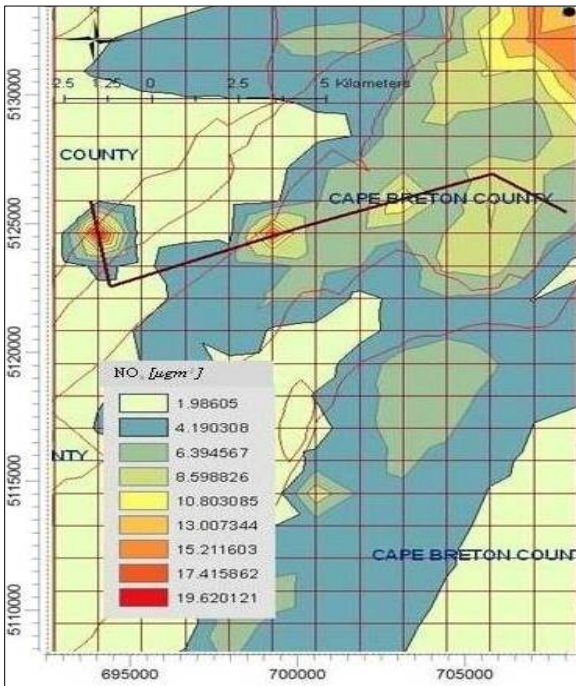 2.5 1.25 0 2.5 5 Kilometers
5130000
COUNTY
CAPE BRETON COUNTY
5125000
5120000
NO
1.98605
4.190308
6.394567
8.598826
10.803085
13.007344
15.211603
17.415862
19.620121
NTY
5115000
CAPE BRETON COUNT
5110000
695000 700000 705000